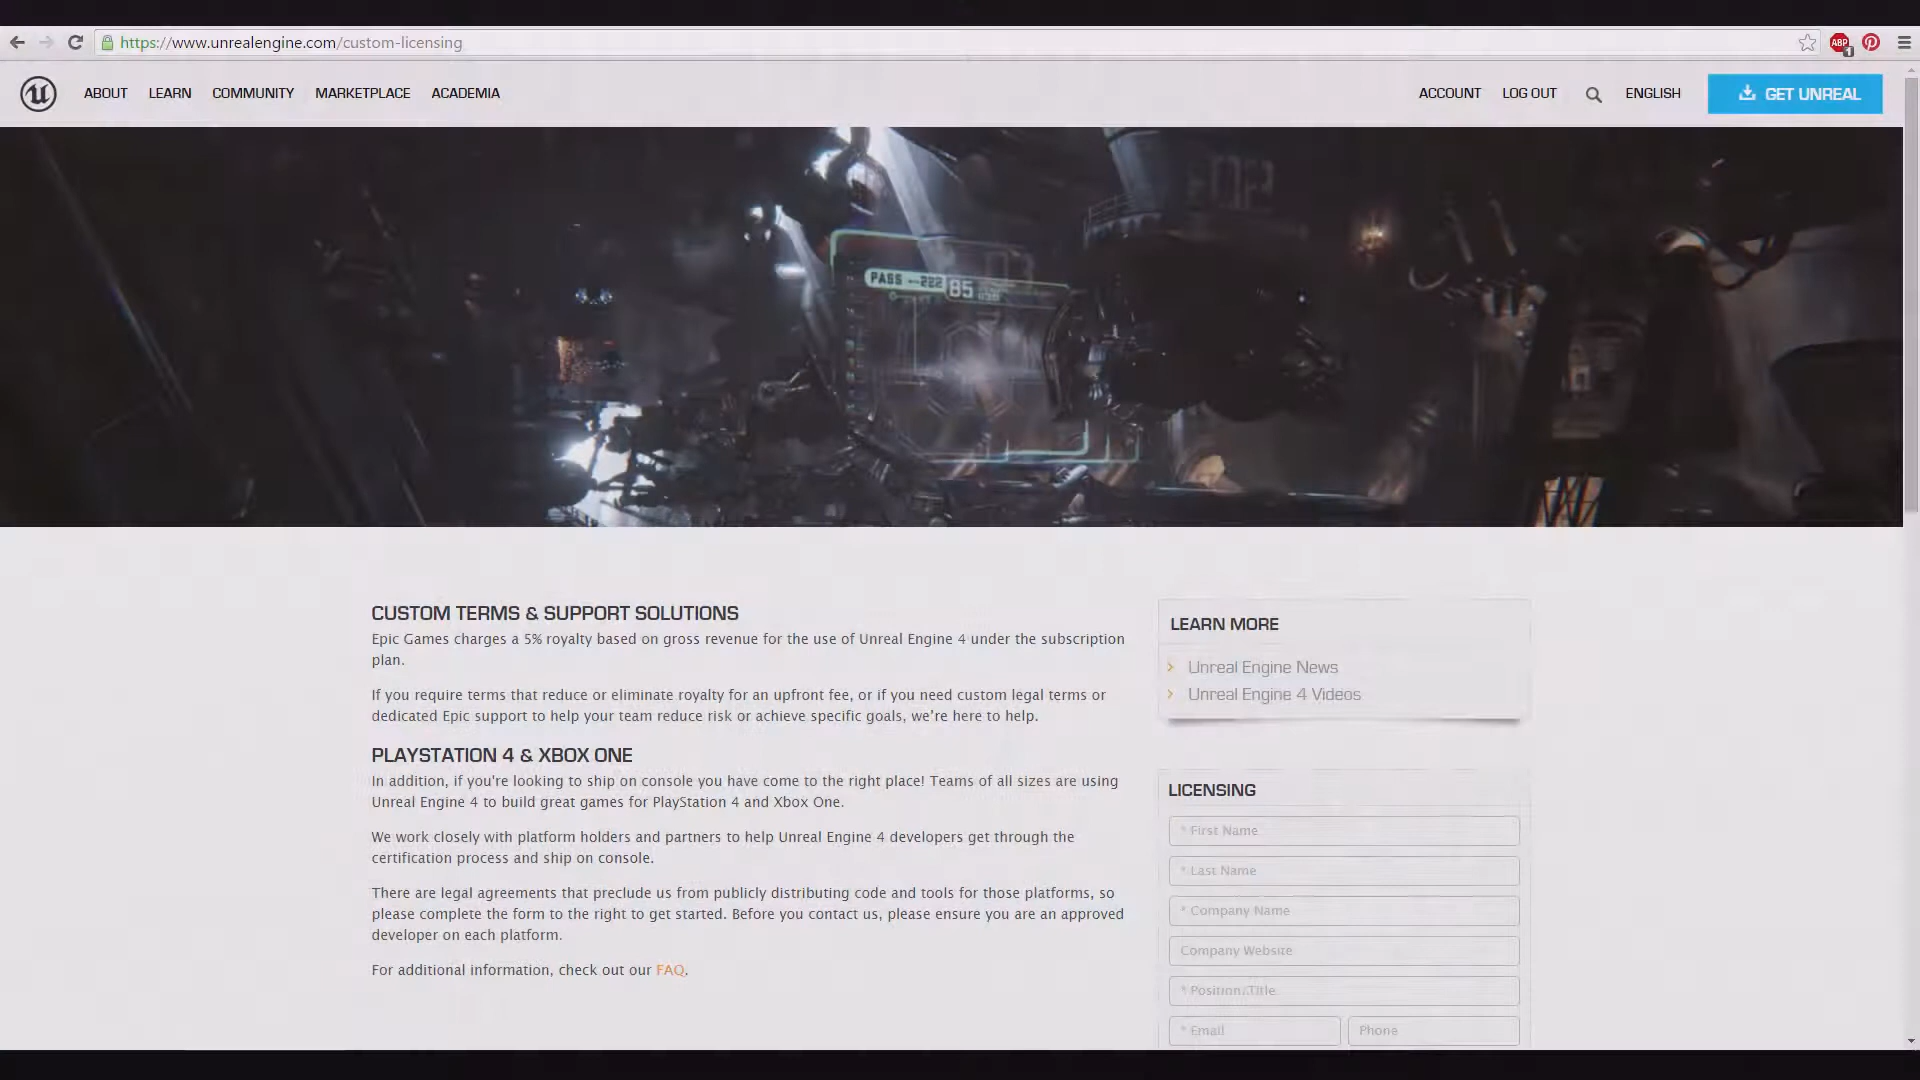 https://www.unrealengine.com/custom-licensing
ABP
1
ABOUT LEARN COMMUNITY MARKETPLACE ACADEMIA ACCOUNT LOG OUT ENGLISH GET UNREAL
02
PASS --222 85
CUSTOM TERMS & SUPPORT SOLUTIONS
Epic Games charges a 5% royalty based on gross revenue for the use of Unreal Engine 4 under the subscription
plan.
If you require terms that reduce or eliminate royalty for an upfront fee, or if you need custom legal terms or
dedicated Epic support to help your team reduce risk or achieve specific goals, we're here to help.
PLAYSTATION 4 & XBOX ONE
In addition, if you're looking to ship on console you have come to the right place! Teams of all sizes are using
Unreal Engine 4 to build great games for PlayStation 4 and Xbox One.
We work closely with platform holders and partners to help Unreal Engine 4 developers get through the
certification process and ship on console.
There are legal agreements that preclude us from publicly distributing code and tools for those platforms, so
please complete the form to the right to get started. Before you contact us, please ensure you are an approved
developer on each platform.
For additional information, check out our FAQ.
LEARN MORE
Unreal Engine News
Unreal Engine 4 Videos
LICENSING
* First Name
* Last Name
* Company Name
Company Website
* Position..Title
* Email Phone